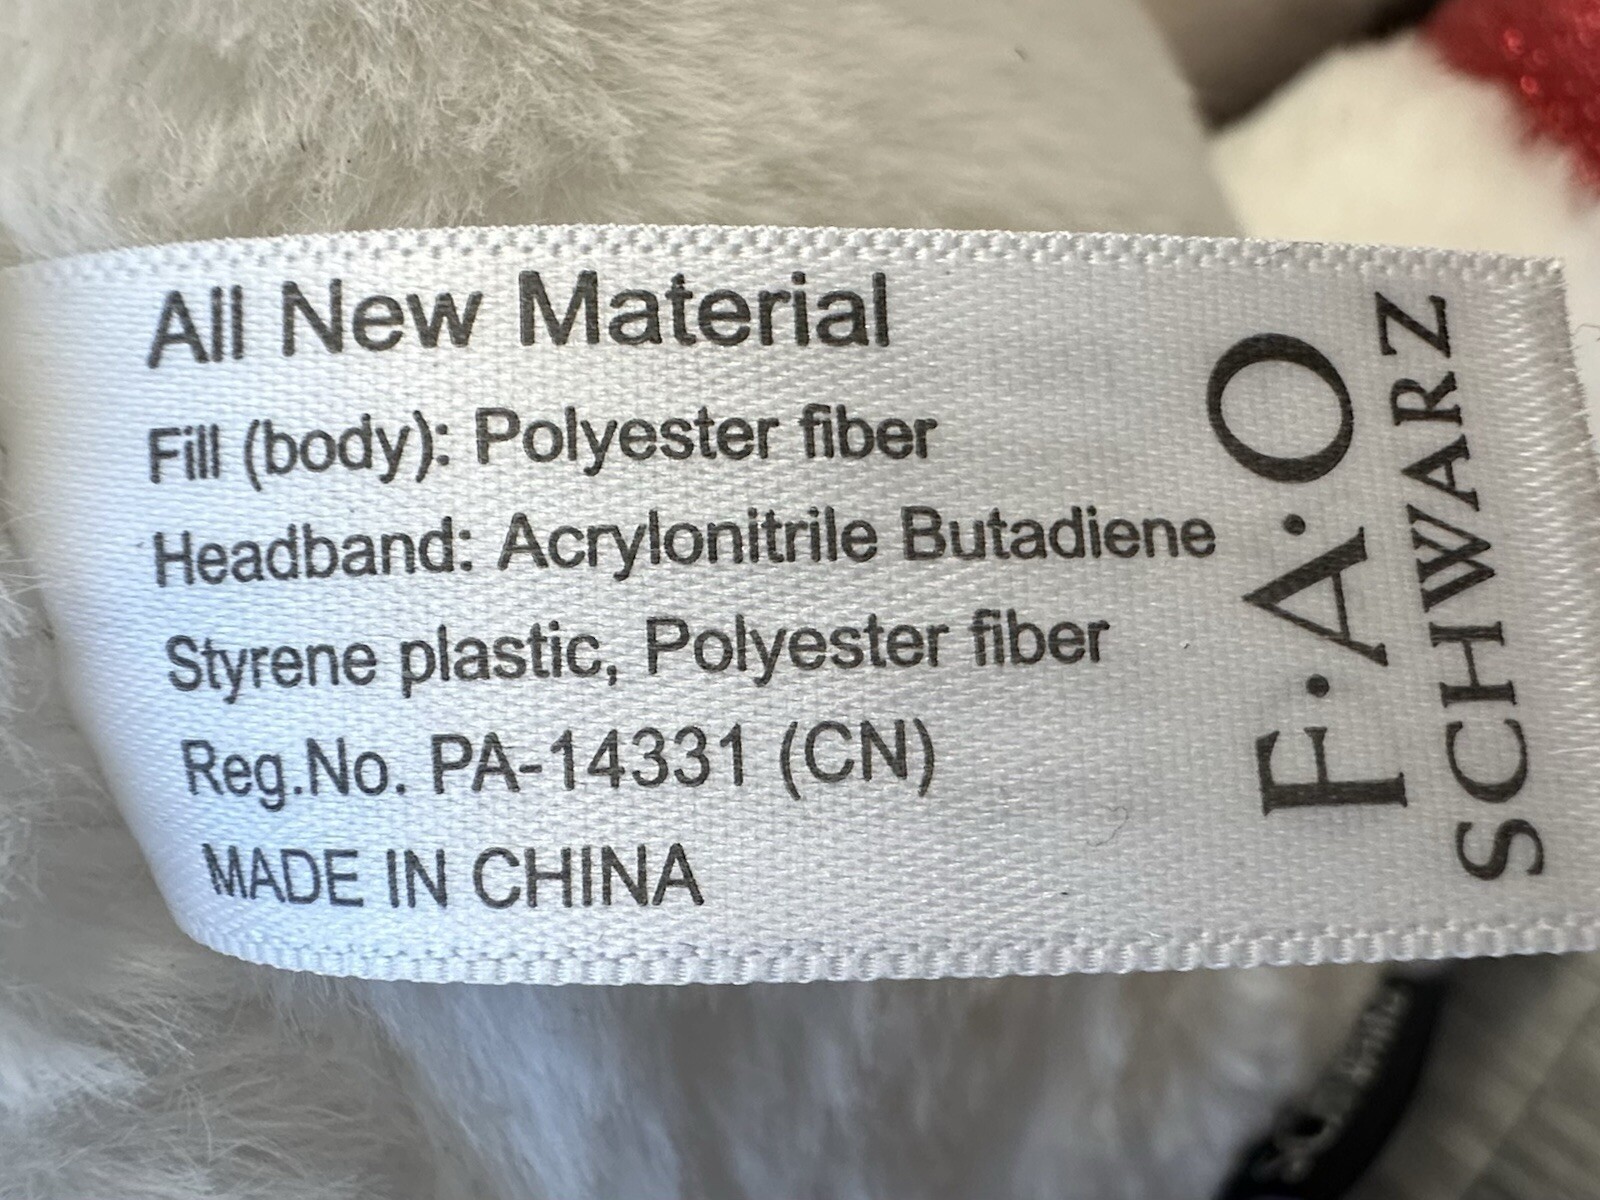 All New Material
Fill (body): Polyester fiber
Headband: Acrylonitrile Butadiene
Styrene plastic, Polyester fiber
Reg.No. PA-14331 (CN)
MADE IN CHINA
F·A·O
SCHWARZ